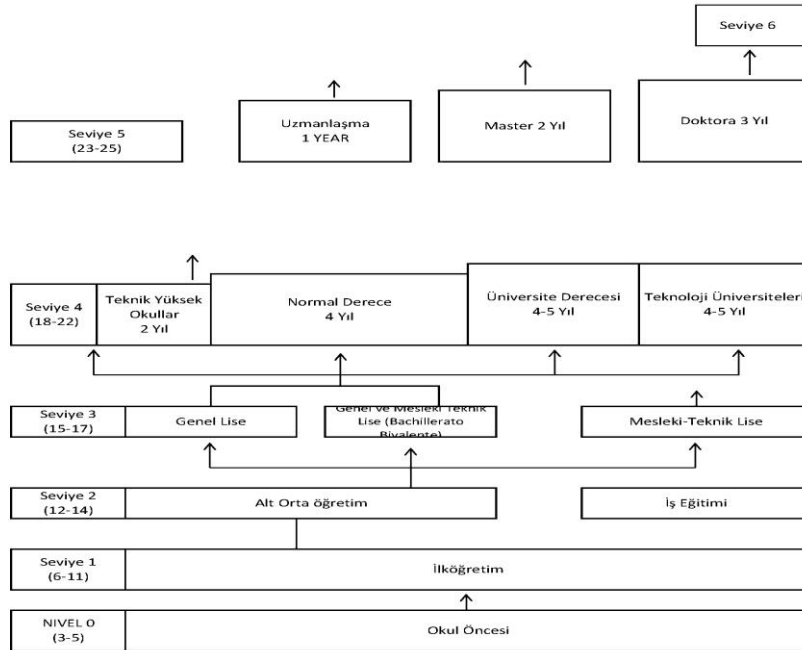 Seviye 6
Seviye 5
(23-25)
Uzmanlaşma
1 YEAR
Master 2 Yıl
Doktora 3 Yıl
Seviye 4
(18-22)
Teknik Yüksek
Okullar
2 Yıl
Normal Derece
4 Yıl
Üniversite Derecesi
4-5 Yıl
Teknoloji Üniversiteleri
4-5 Yıl
Seviye 3
(15-17)
Genel Lise
Genel ve Mesleki Teknik
Lise (Bachillerato
Bivalente)
Mesleki-Teknik Lise
Seviye 2
(12-14)
Alt Orta öğretim
İş Eğitimi
Seviye 1
(6-11)
İlköğretim
NIVEL 0
(3-5)
Okul Öncesi